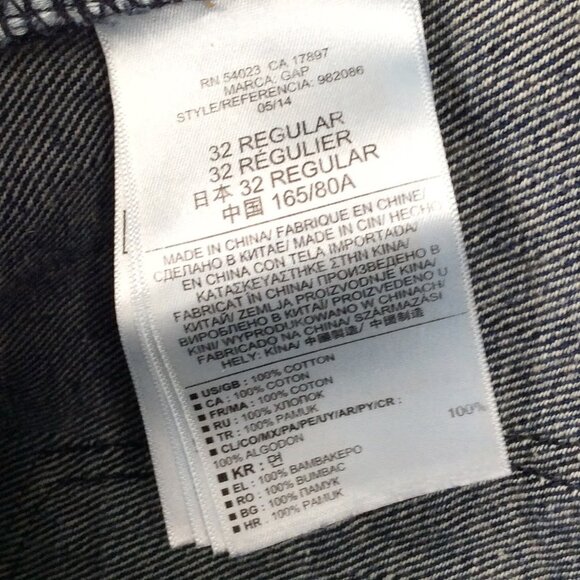 RN 54023 CA 17897
MARCA: GAP
STYLE/REFERENCIA: 982086
05/14
32 REGULAR
32 RÉGULIER
日本 32 REGULAR
中国 165/80A
MADE IN CHINA/ FABRIQUE EN CHINE/
СДЕЛАНО В КИТАЕ/ MADE IN CIN/ HECHO
EN CHINA CON TELA IMPORTADA/
ΚΑΤΑΣΚΕΥΑΣΤΗΚΕ ΣΤΗΝ ΚΙΝΑ/
FABRICAT ÎN CHINA/ ПРОИЗВЕДЕНО В
КИТАЙ/ ZEMLJA PROIZVODNJE KINA/
ВИРОБЛЕНО В КИТАI/ PROIZVEDENO U
KINI/ WYPRODUKOWANO W CHINACH/
FABRICADO NA CHINA/ SZÁRMAZÁSI
HELY: KÍNA/ 中國製造/ 中国制造
■ US/GB : 100% COTTON
■ CA : 100% COTON
■ FR/MA : 100% COTON
■ RU : 100% ХЛОПОК
■ TR : 100% PAMUK
■ CL/CO/MX/PA/PE/UY/AR/PY/CR : 100%
100% ALGODON
■ KR : 면
■ EL : 100% ΒΑΜΒΑΚΕΡΟ
■ RO : 100% BUMBAC
■ BG : 100% ПАМУК
■ HR : 100% PAMUK